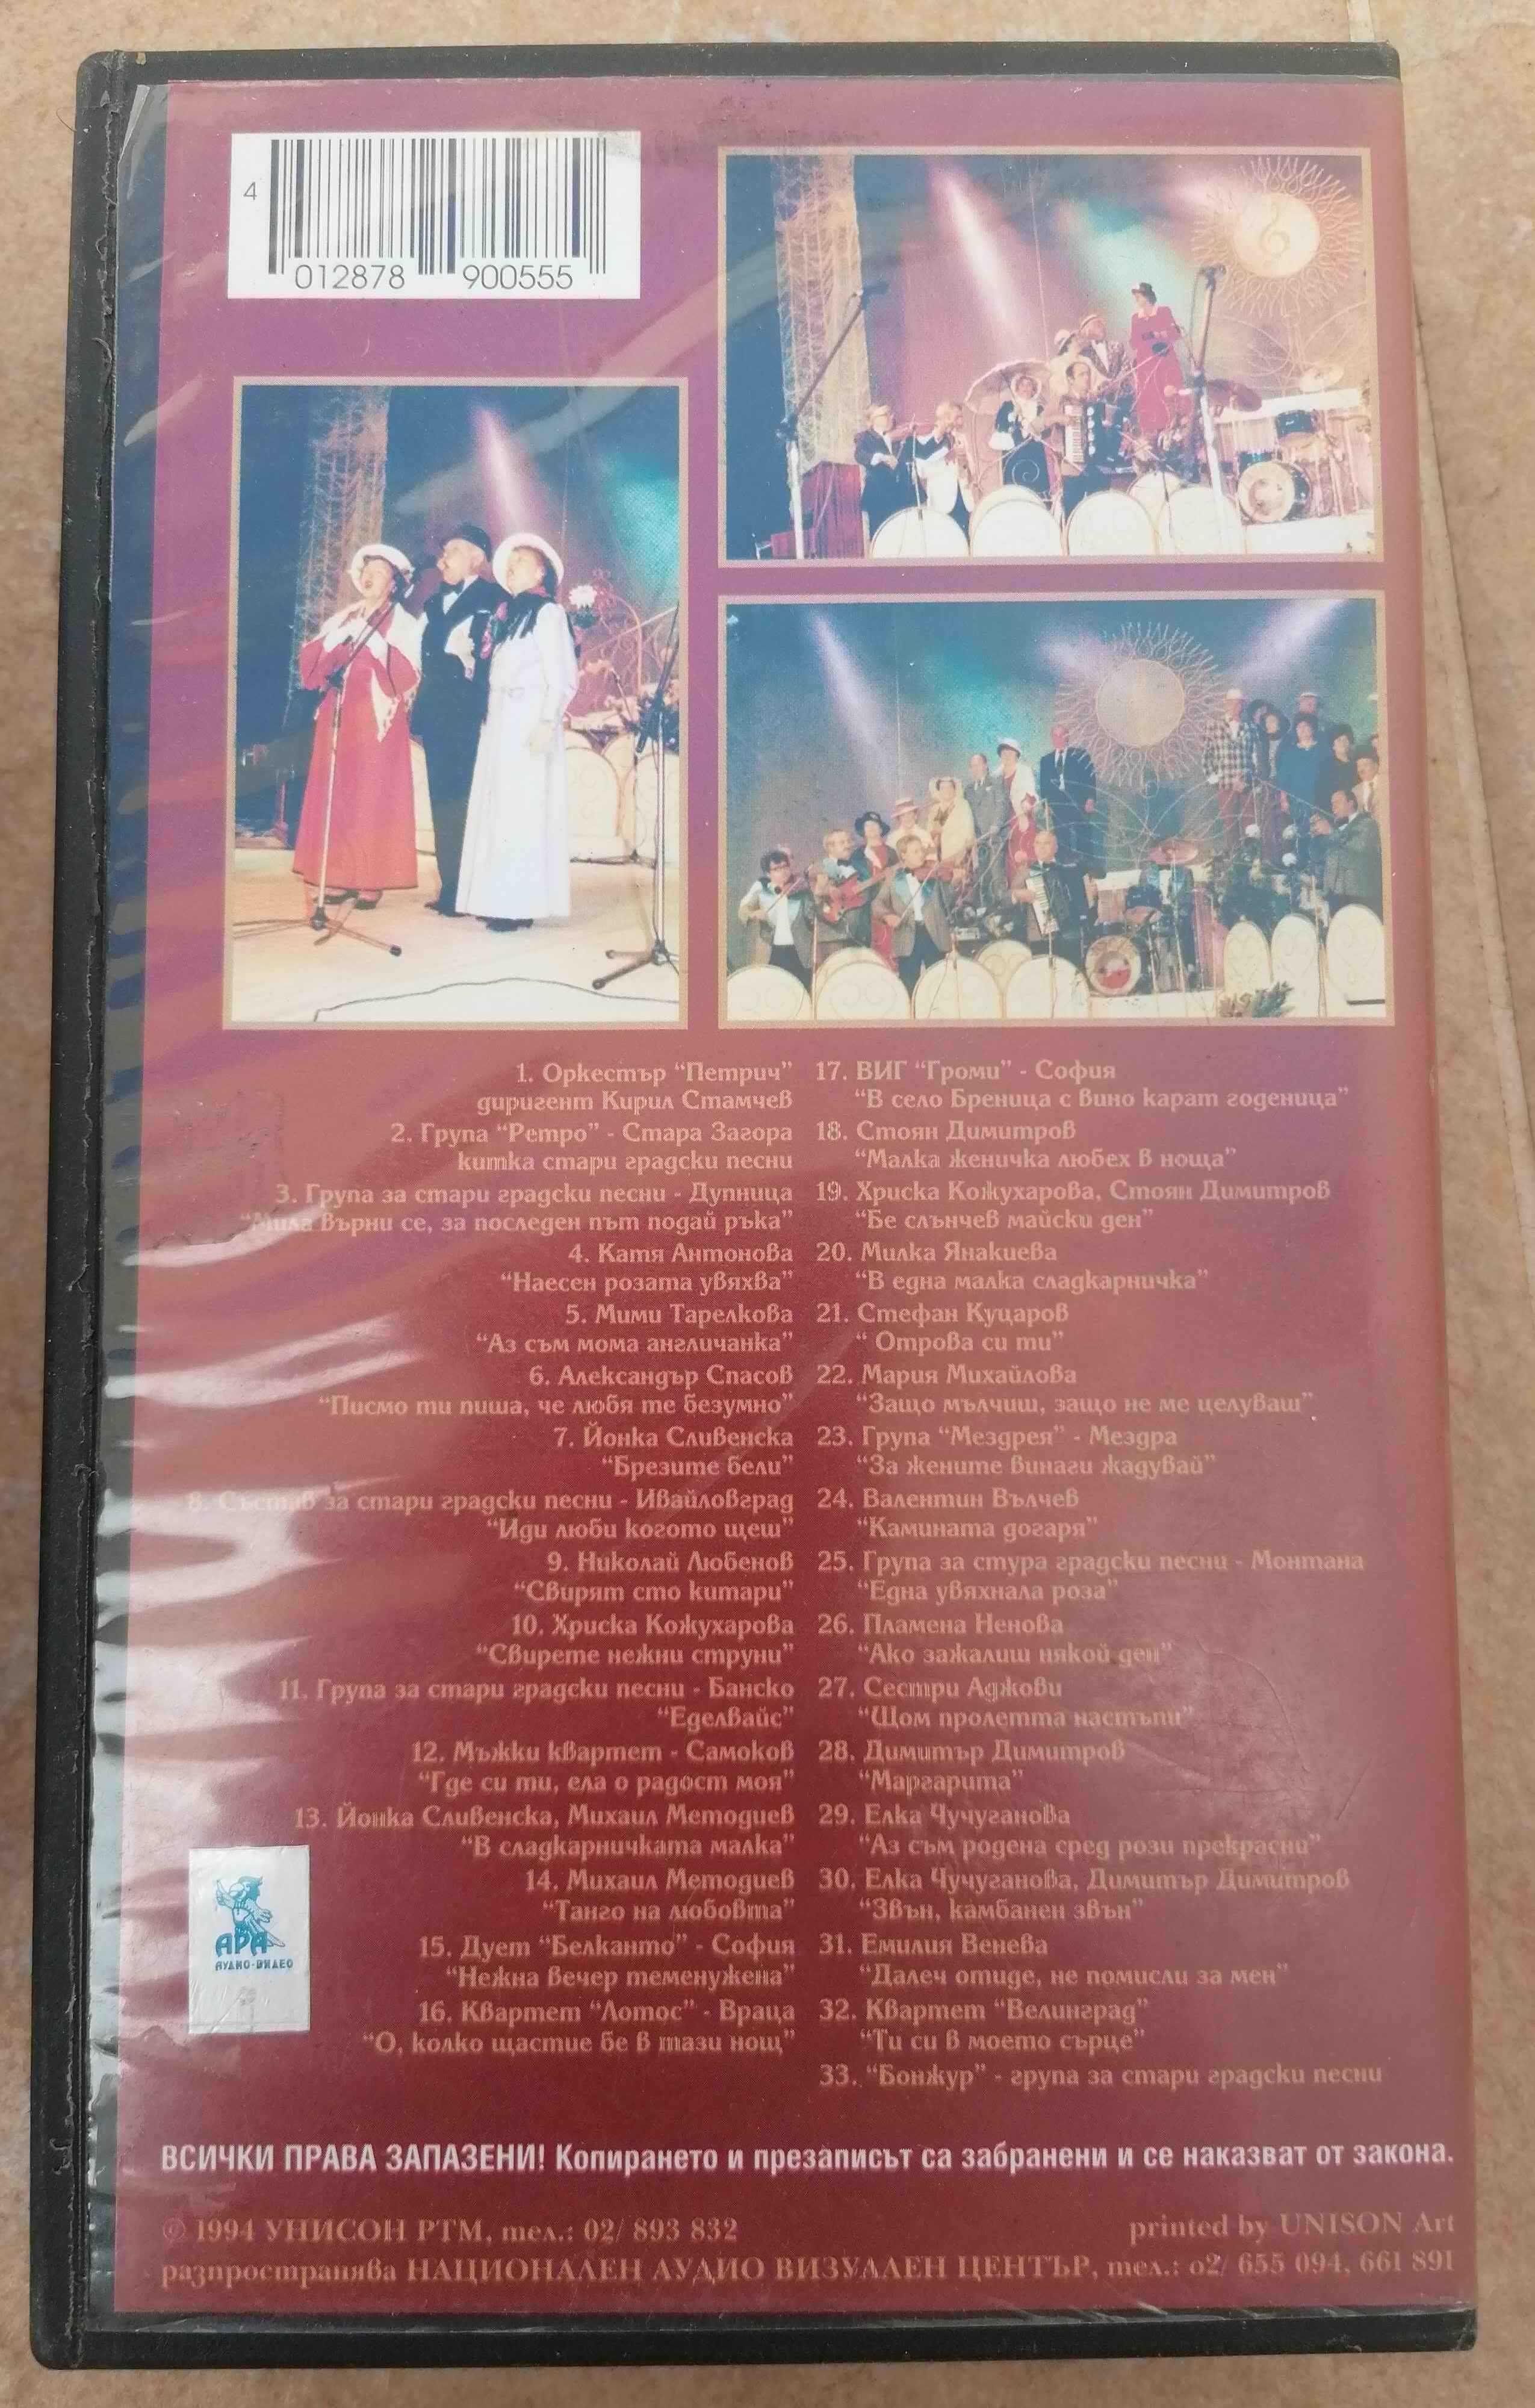 4 012878 900555
1. Оркестър “Петрич”
диригент Кирил Стамчев
2. Група “Ретро” - Стара Загора
китка стари градски песни
3. Група за стари градски песни - Дупница
“Мила върни се, за последен път подай ръка”
4. Катя Антонова
“Наесен розата увяхва”
5. Мими Тарелкова
“Аз съм мома англичанка”
6. Александър Спасов
“Писмо ти пиша, че любя те безумно”
7. Йонка Сливенска
“Брезите бели”
8. Състав за стари градски песни - Ивайловград
“Иди люби когото щеш”
9. Николай Любенов
“Свирят сто китари”
10. Хриска Кожухарова
“Свирете нежни струни”
11. Група за стари градски песни - Банско
“Еделвайс”
12. Мъжки квартет - Самоков
“Где си ти, ела о радост моя”
13. Йонка Сливенска, Михаил Методиев
“В сладкарничката малка”
14. Михаил Методиев
“Танго на любовта”
15. Дует “Белканто” - София
“Нежна вечер теменужена”
16. Квартет “Лотос” - Враца
“О, колко щастие бе в тази нощ”
17. ВИГ “Громи” - София
“В село Бреница с вино карат годеница”
18. Стоян Димитров
“Малка женичка любех в ноща”
19. Хриска Кожухарова, Стоян Димитров
“Бе слънчев майски ден”
20. Милка Янакиева
“В една малка сладкарничка”
21. Стефан Куцаров
“ Отрова си ти”
22. Мария Михайлова
“Защо мълчиш, защо не ме целуваш”
23. Група “Мездрея” - Мездра
“За жените винаги жадувай”
24. Валентин Вълчев
“Камината догаря”
25. Група за стура градски песни - Монтана
“Една увяхнала роза”
26. Пламена Ненова
“Ако зажалиш някой ден”
27. Сестри Аджови
“Щом пролетта настъпи”
28. Димитър Димитров
“Маргарита”
29. Елка Чучуганова
“Аз съм родена сред рози прекрасни”
30. Елка Чучуганова, Димитър Димитров
“Звън, камбанен звън”
31. Емилия Венева
“Далеч отиде, не помисли за мен”
32. Квартет “Велинград”
“Ти си в моето сърце”
33. “Бонжур” - група за стари градски песни
АРА
АУДИО-ВИДЕО
ВСИЧКИ ПРАВА ЗАПАЗЕНИ! Копирането и презаписът са забранени и се наказват от закона.
© 1994 УНИСОН РТМ, тел.: 02/ 893 832
printed by UNISON Art
разпространява НАЦИОНАЛЕН АУДИО ВИЗУАЛЕН ЦЕНТЪР, тел.: 02/ 655 094, 661 891